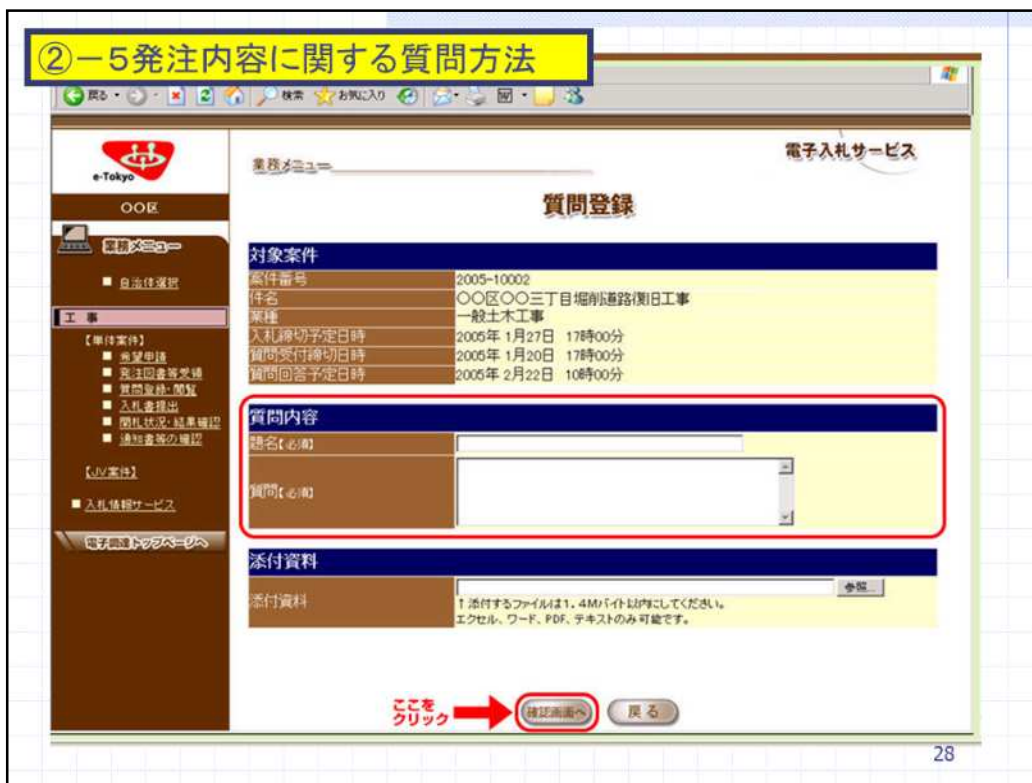 ②－5発注内容に関する質問方法
戻る
検索
お気に入り
e-Tokyo
業務メニュー
電子入札サービス
○○区
質問登録
業務メニュー
自治体選択
工 事
【単体案件】
希望申請
発注図書等受領
質問登録・閲覧
入札書提出
開札状況・結果確認
通知書等の確認
【JV案件】
入札情報サービス
電子調達トップページへ
対象案件
案件番号 2005-10002
件名 ○○区○○三丁目堀削道路復旧工事
業種 一般土木工事
入札締切予定日時 2005年 1月27日 17時00分
質問受付締切日時 2005年 1月20日 17時00分
質問回答予定日時 2005年 2月22日 10時00分
質問内容
題名【必須】
質問【必須】
添付資料
添付資料 参照...
↑添付するファイルは1．4Mバイト以内にしてください。
エクセル、ワード、PDF、テキストのみ可能です。
ここを
クリック
確認画面へ 戻る
28